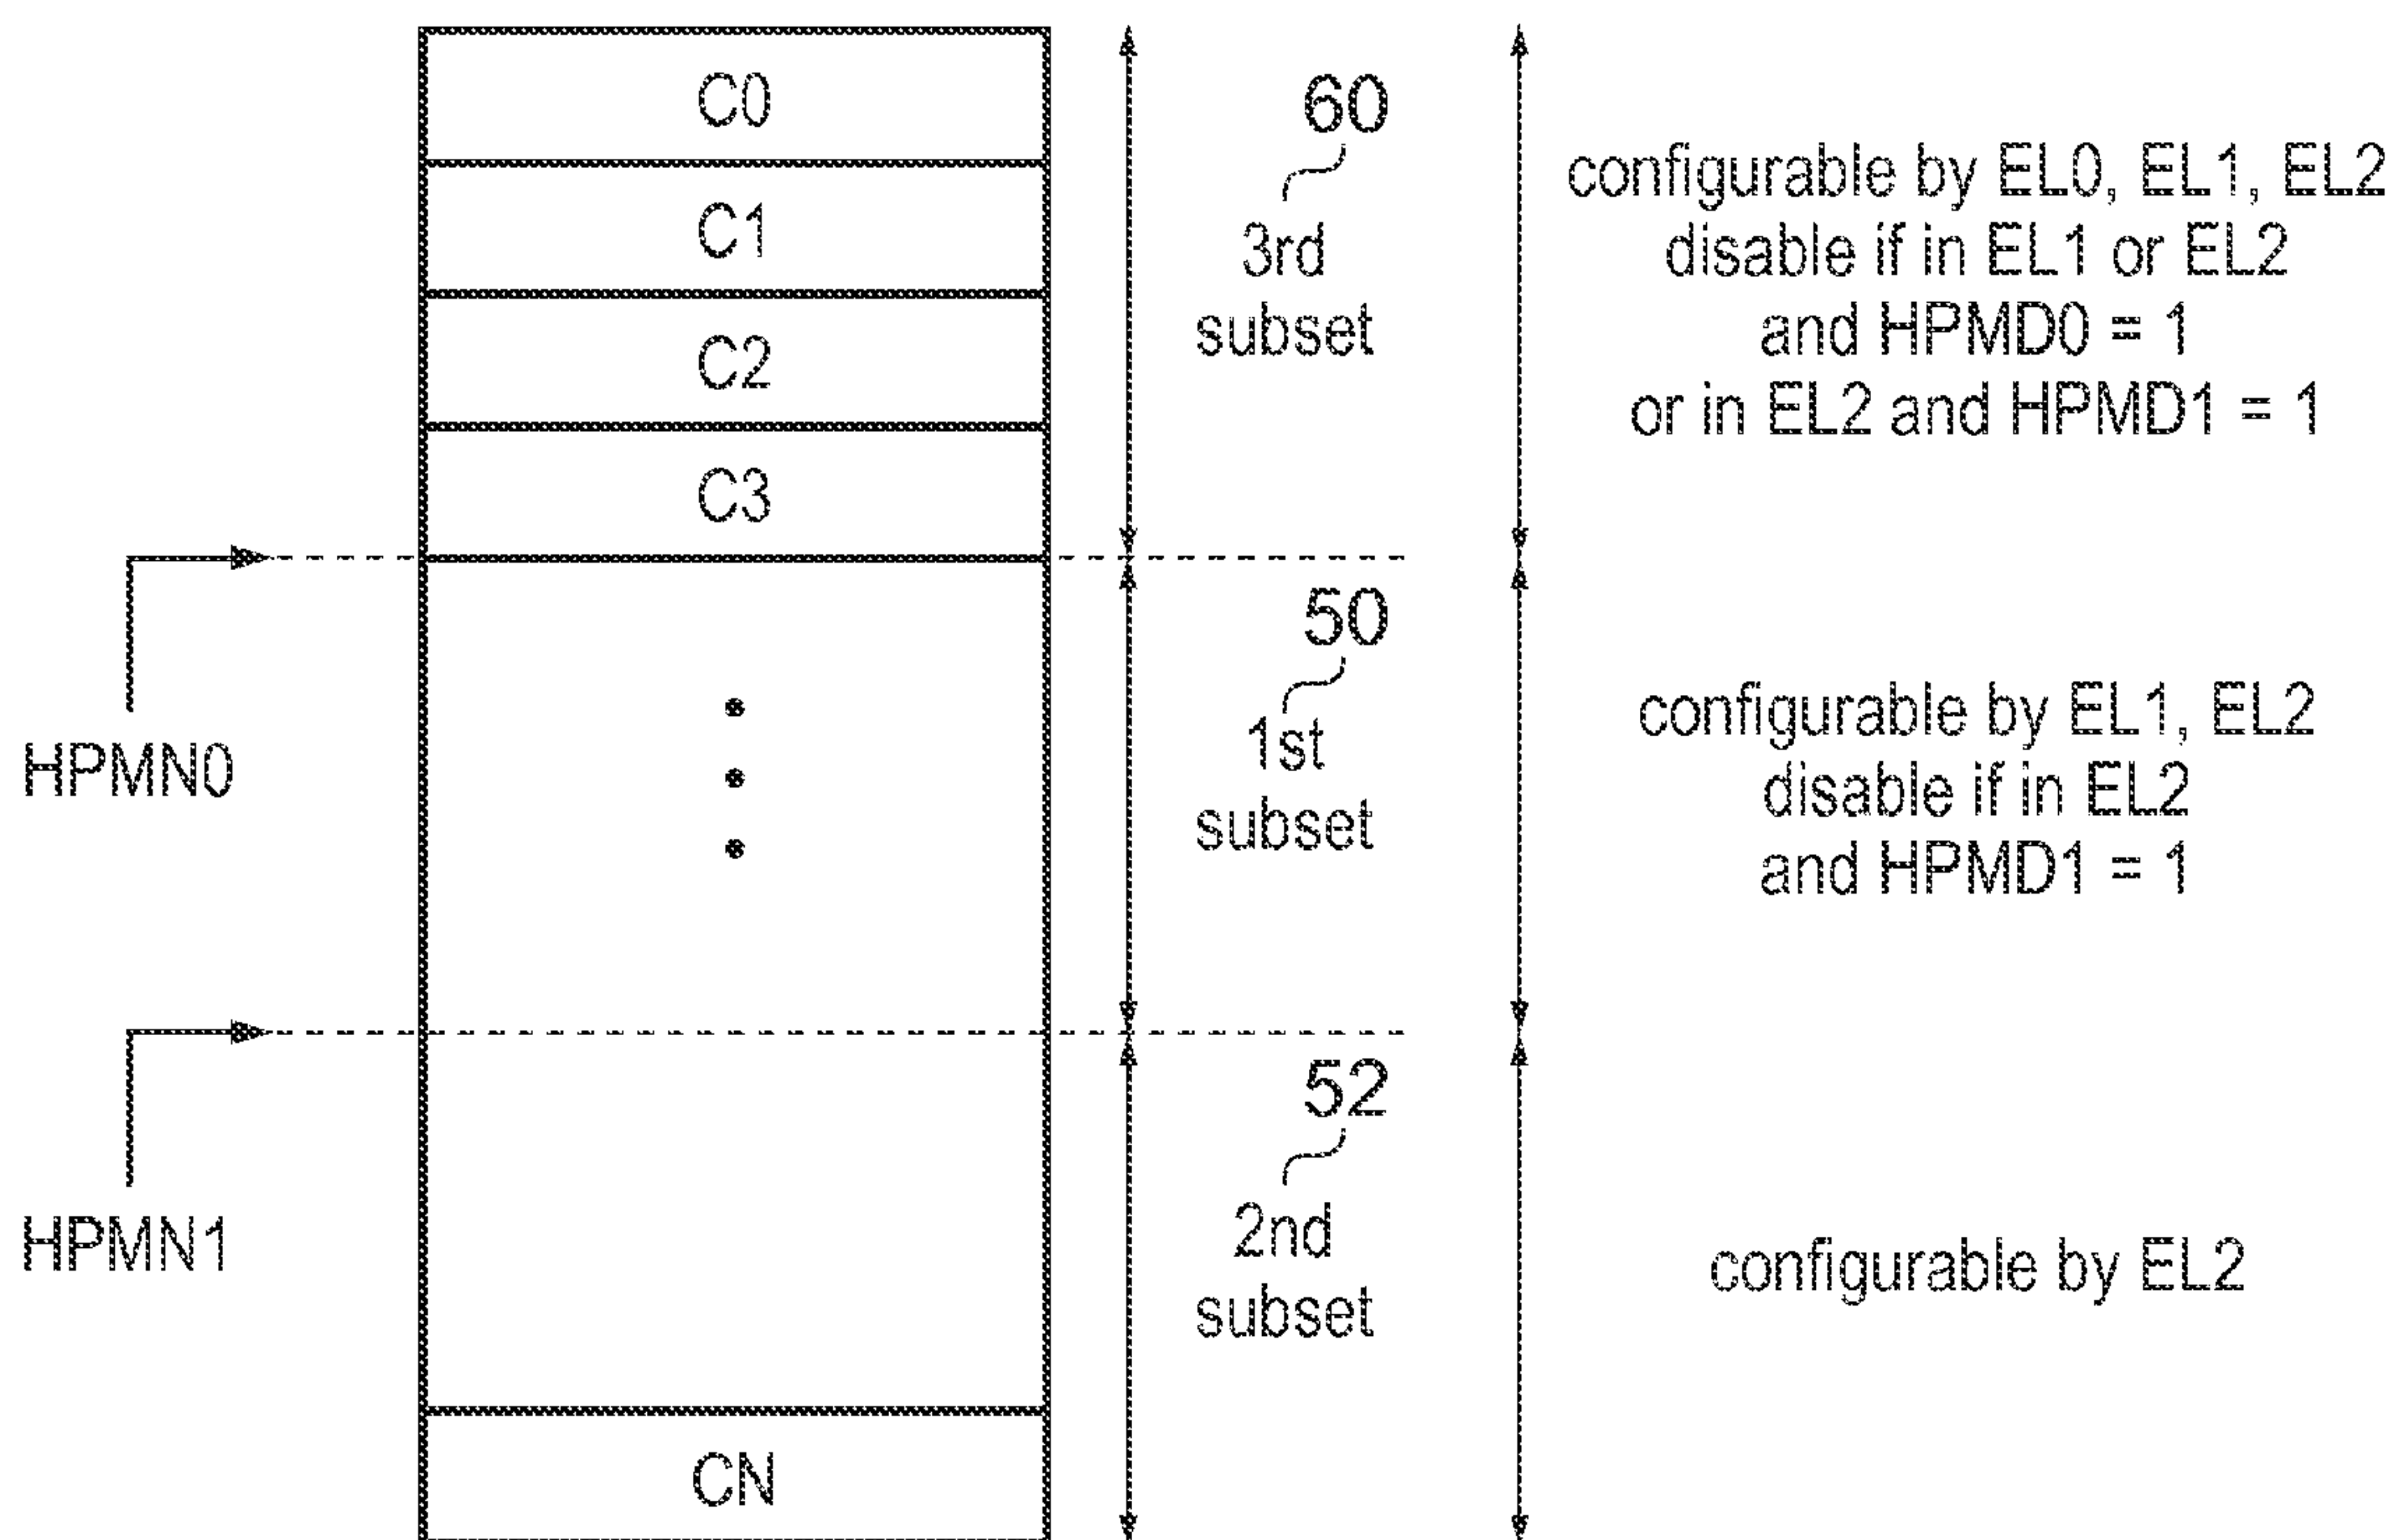 C0
C1
C2
C3
CN
HPMN0
HPMN1
60
3rd
subset
50
1st
subset
52
2nd
subset
configurable by EL0, EL1, EL2
disable if in EL1 or EL2
and HPMD0 = 1
or in EL2 and HPMD1 = 1
configurable by EL1, EL2
disable if in EL2
and HPMD1 = 1
configurable by EL2